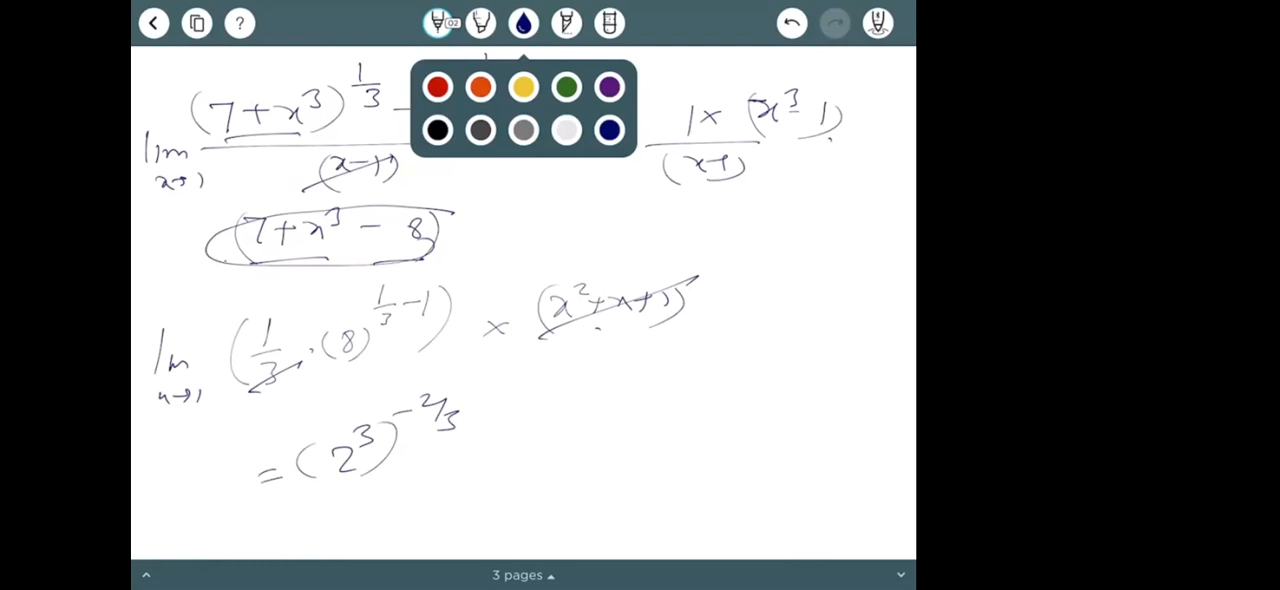 ?
02
lim x→1 (7+x³)^(1/3) − / (x−1)
1 × (x³−1) / (x−1)
(7+x³ − 8)
lim x→1 (1/3 · (8)^(1/3 −1)) × (x²+x+1)
= (2³)^(−2/3)
3 pages